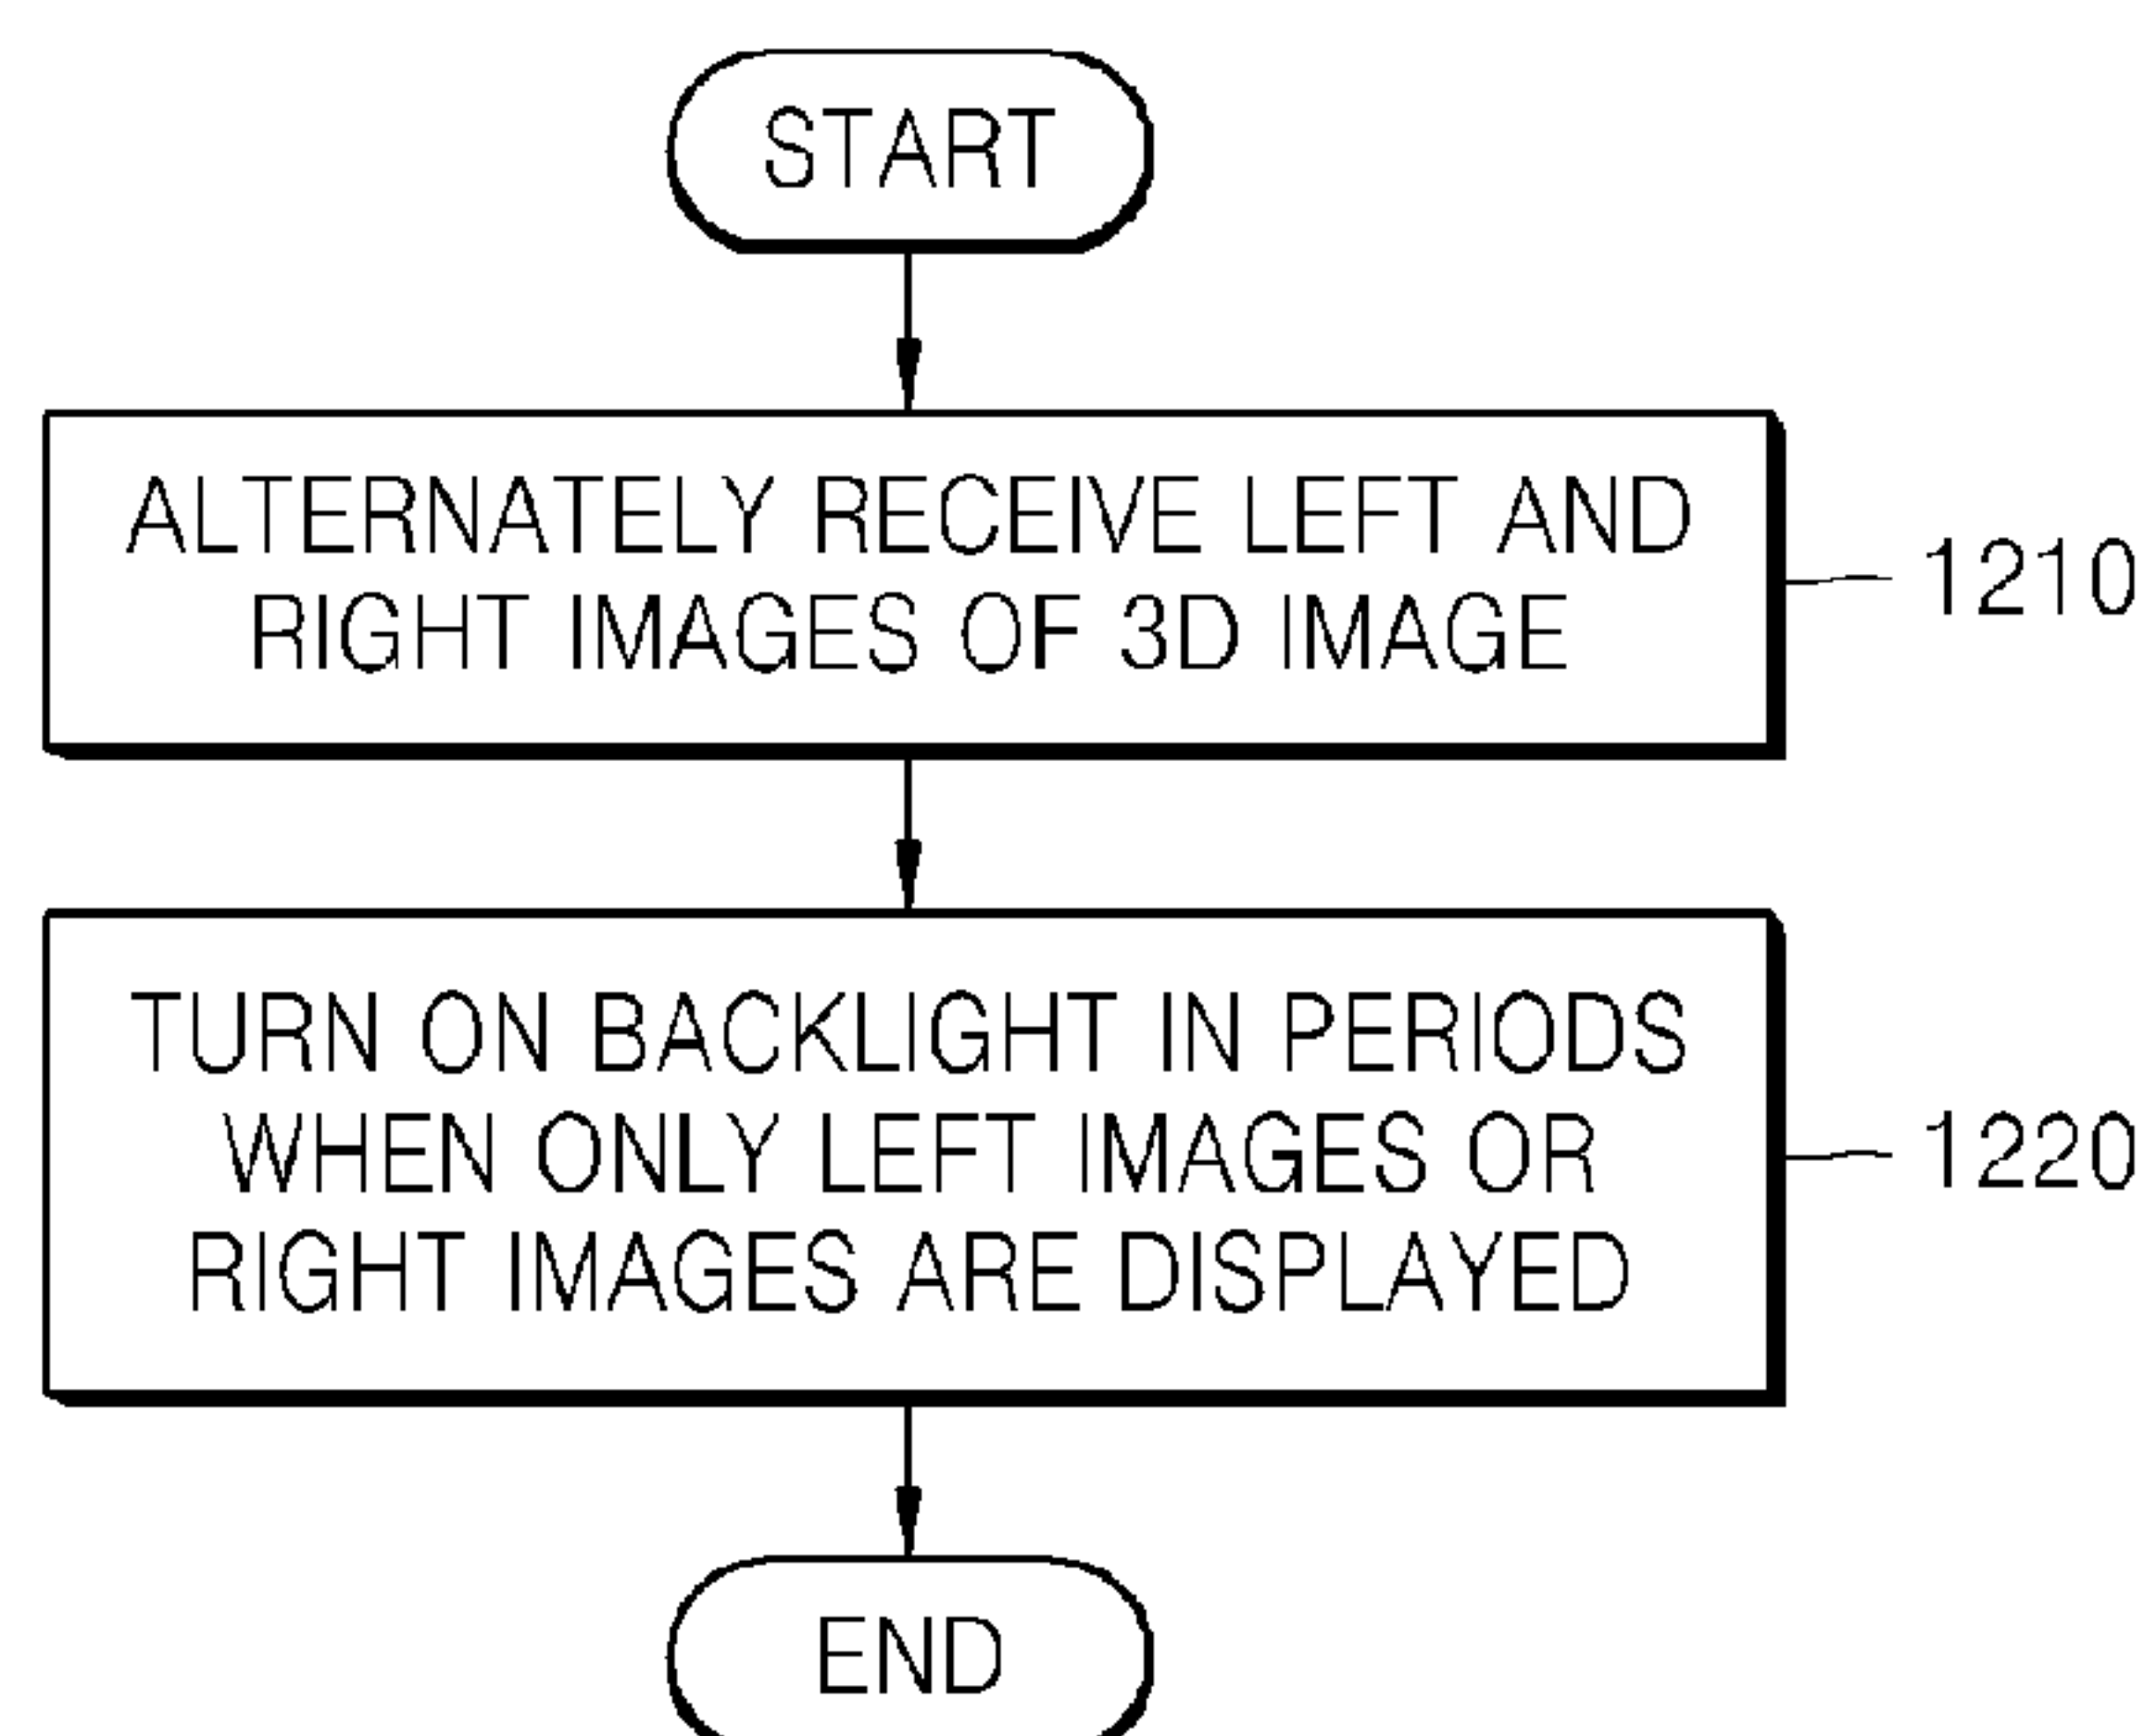 START
ALTERNATELY RECEIVE LEFT AND
RIGHT IMAGES OF 3D IMAGE
1210
TURN ON BACKLIGHT IN PERIODS
WHEN ONLY LEFT IMAGES OR
RIGHT IMAGES ARE DISPLAYED
1220
END